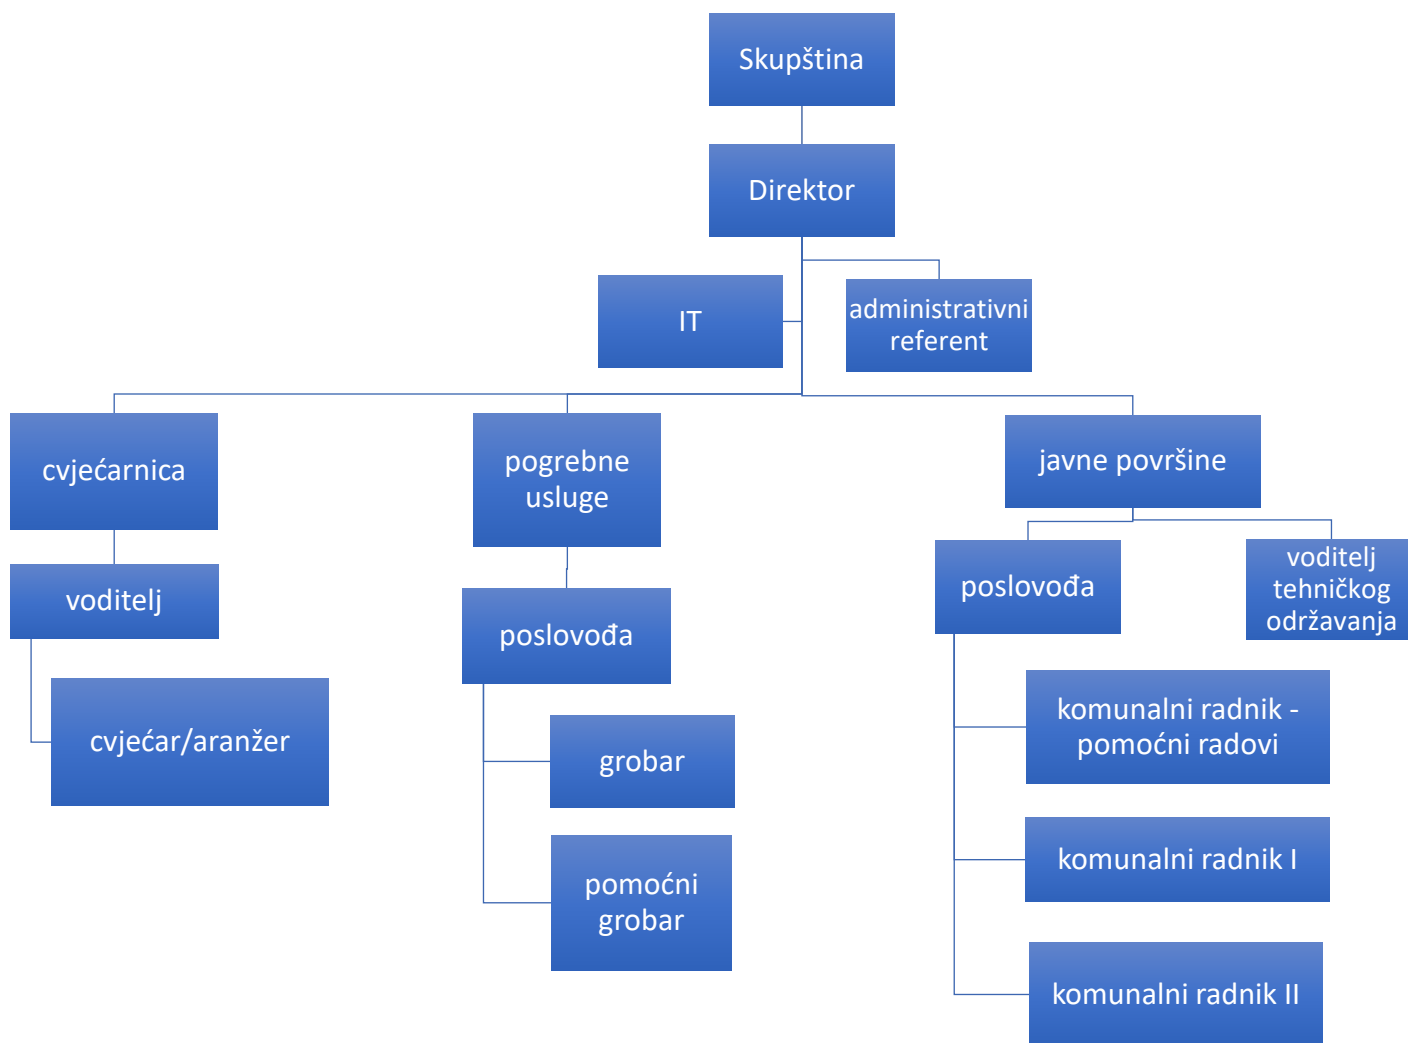 Skupština
Direktor
IT
administrativni
referent
cvjećarnica
pogrebne
usluge
javne površine
voditelj
poslovođa
poslovođa
voditelj
tehničkog
održavanja
cvjećar/aranžer
grobar
pomoćni
grobar
komunalni radnik -
pomoćni radovi
komunalni radnik I
komunalni radnik II